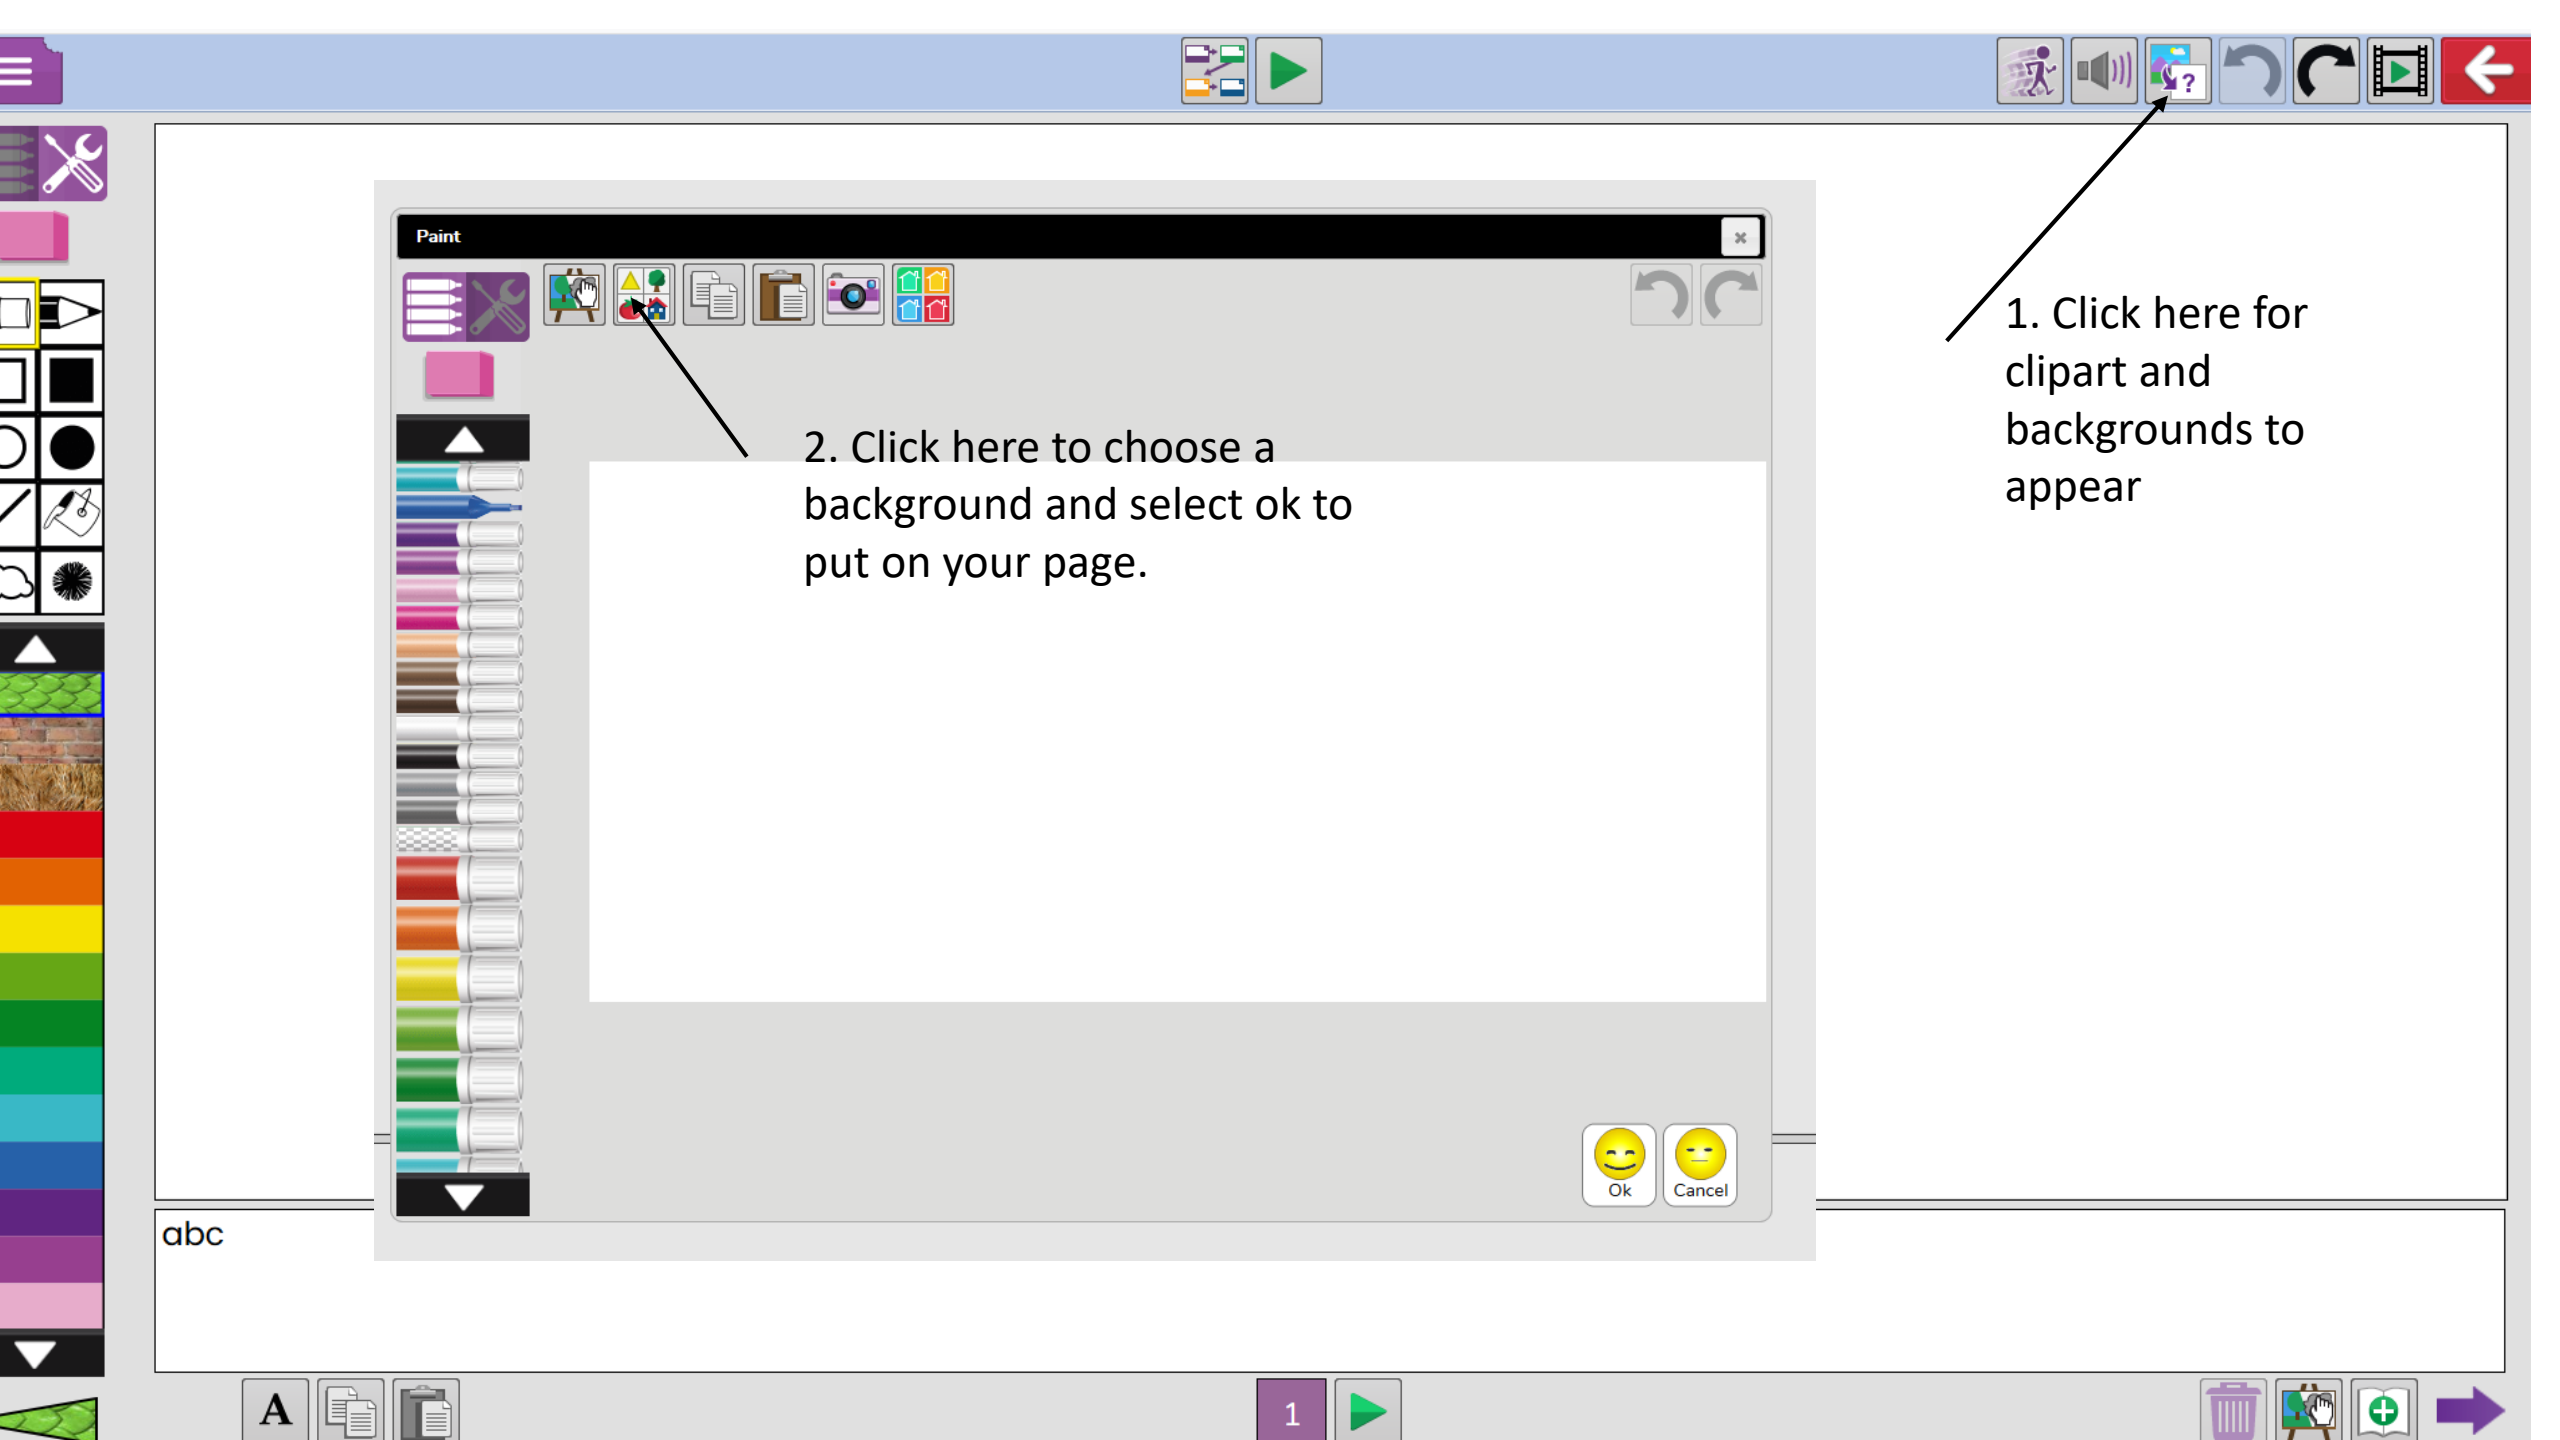 ?
Paint
1. Click here for
clipart and
backgrounds to
appear
2. Click here to choose a
background and select ok to
put on your page.
Ok
Cancel
abc
A
1